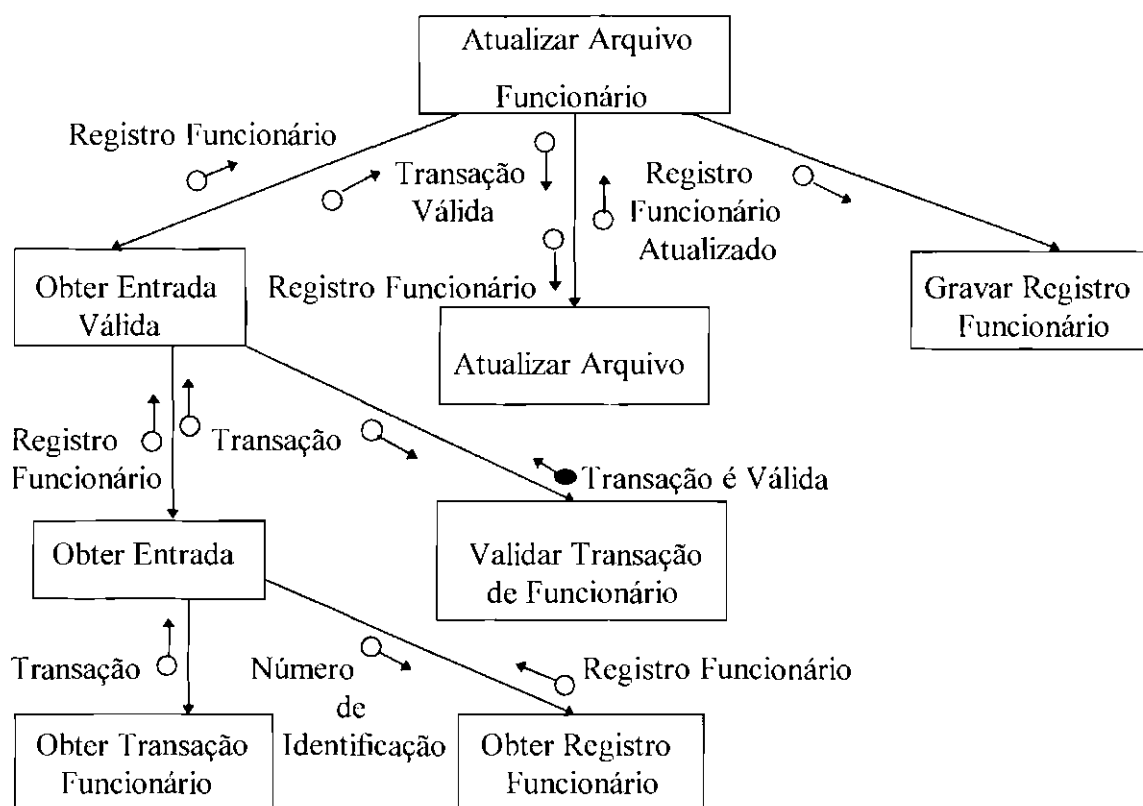 Atualizar Arquivo
Funcionário
Registro Funcionário
Transação
Válida
Registro
Funcionário
Atualizado
Obter Entrada
Válida
Registro Funcionário
Atualizar Arquivo
Gravar Registro
Funcionário
Registro
Funcionário
Transação
Transação é Válida
Obter Entrada
Validar Transação
de Funcionário
Transação
Número
de
Identificação
Registro Funcionário
Obter Transação
Funcionário
Obter Registro
Funcionário